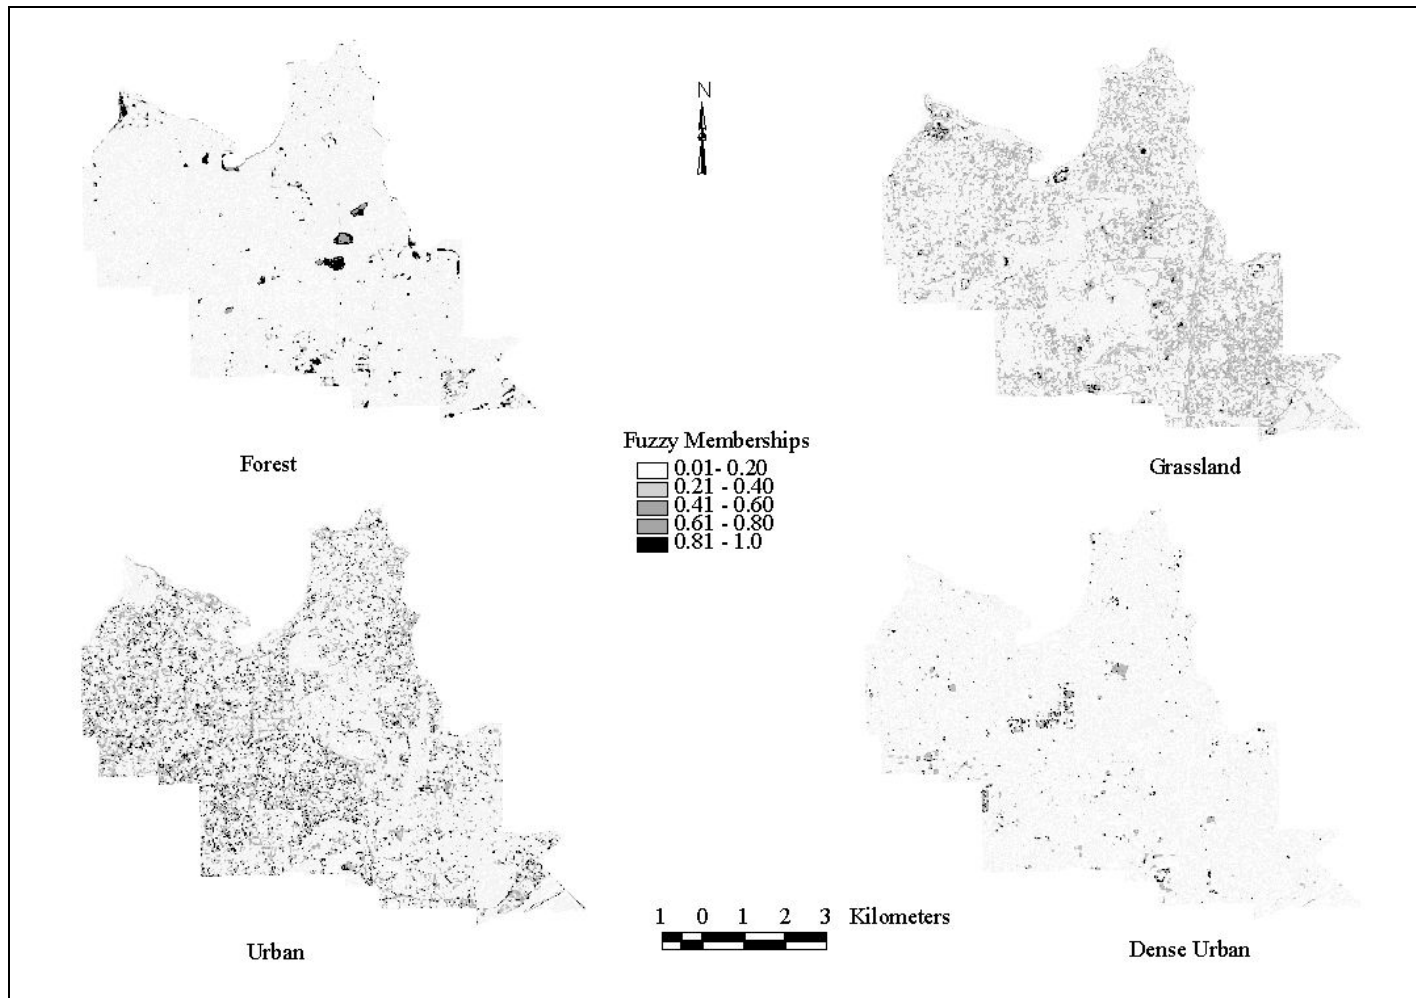 N
Forest
Grassland
Fuzzy Memberships
0.01- 0.20
0.21 - 0.40
0.41 - 0.60
0.61 - 0.80
0.81 - 1.0
1 0 1 2 3 Kilometers
Urban
Dense Urban